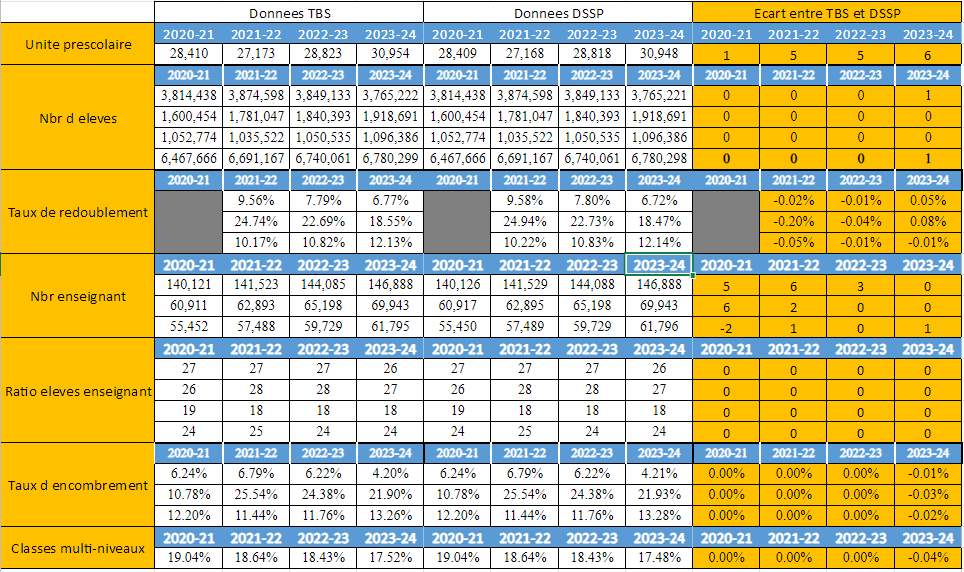 Donnees TBS Donnees DSSP Ecart entre TBS et DSSP
Unite prescolaire 2020-21 2021-22 2022-23 2023-24 2020-21 2021-22 2022-23 2023-24 2020-21 2021-22 2022-23 2023-24
28,410 27,173 28,823 30,954 28,409 27,168 28,818 30,948 1 5 5 6
2020-21 2021-22 2022-23 2023-24 2020-21 2021-22 2022-23 2023-24 2020-21 2021-22 2022-23 2023-24
3,814,438 3,874,598 3,849,133 3,765,222 3,814,438 3,874,598 3,849,133 3,765,221 0 0 0 1
Nbr d eleves 1,600,454 1,781,047 1,840,393 1,918,691 1,600,454 1,781,047 1,840,393 1,918,691 0 0 0 0
1,052,774 1,035,522 1,050,535 1,096,386 1,052,774 1,035,522 1,050,535 1,096,386 0 0 0 0
6,467,666 6,691,167 6,740,061 6,780,299 6,467,666 6,691,167 6,740,061 6,780,298 0 0 0 1
2020-21 2021-22 2022-23 2023-24 2020-21 2021-22 2022-23 2023-24 2020-21 2021-22 2022-23 2023-24
9.56% 7.79% 6.77% 9.58% 7.80% 6.72% -0.02% -0.01% 0.05%
Taux de redoublement 24.74% 22.69% 18.55% 24.94% 22.73% 18.47% -0.20% -0.04% 0.08%
10.17% 10.82% 12.13% 10.22% 10.83% 12.14% -0.05% -0.01% -0.01%
2020-21 2021-22 2022-23 2023-24 2020-21 2021-22 2022-23 2023-24 2020-21 2021-22 2022-23 2023-24
Nbr enseignant 140,121 141,523 144,085 146,888 140,126 141,529 144,088 146,888 5 6 3 0
60,911 62,893 65,198 69,943 60,917 62,895 65,198 69,943 6 2 0 0
55,452 57,488 59,729 61,795 55,450 57,489 59,729 61,796 -2 1 0 1
2020-21 2021-22 2022-23 2023-24 2020-21 2021-22 2022-23 2023-24 2020-21 2021-22 2022-23 2023-24
27 27 27 26 27 27 27 26 0 0 0 0
Ratio eleves enseignant 26 28 28 27 26 28 28 27 0 0 0 0
19 18 18 18 19 18 18 18 0 0 0 0
24 25 24 24 24 25 24 24 0 0 0 0
2020-21 2021-22 2022-23 2023-24 2020-21 2021-22 2022-23 2023-24 2020-21 2021-22 2022-23 2023-24
6.24% 6.79% 6.22% 4.20% 6.24% 6.79% 6.22% 4.21% 0.00% 0.00% 0.00% -0.01%
Taux d encombrement 10.78% 25.54% 24.38% 21.90% 10.78% 25.54% 24.38% 21.93% 0.00% 0.00% 0.00% -0.03%
12.20% 11.44% 11.76% 13.26% 12.20% 11.44% 11.76% 13.28% 0.00% 0.00% 0.00% -0.02%
Classes multi-niveaux 2020-21 2021-22 2022-23 2023-24 2020-21 2021-22 2022-23 2023-24 2020-21 2021-22 2022-23 2023-24
19.04% 18.64% 18.43% 17.52% 19.04% 18.64% 18.43% 17.48% 0.00% 0.00% 0.00% -0.04%